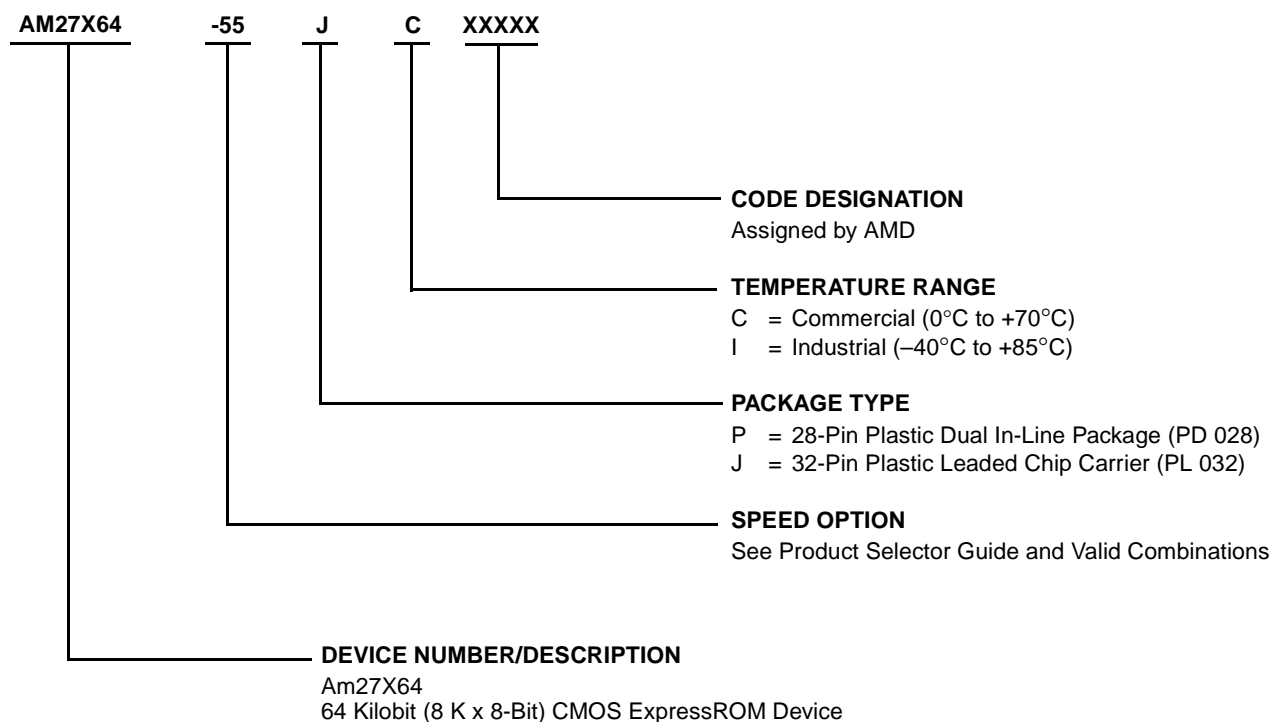 AM27X64 -55 J C XXXXX
CODE DESIGNATION
Assigned by AMD
TEMPERATURE RANGE
C = Commercial (0°C to +70°C)
I = Industrial (–40°C to +85°C)
PACKAGE TYPE
P = 28-Pin Plastic Dual In-Line Package (PD 028)
J = 32-Pin Plastic Leaded Chip Carrier (PL 032)
SPEED OPTION
See Product Selector Guide and Valid Combinations
DEVICE NUMBER/DESCRIPTION
Am27X64
64 Kilobit (8 K x 8-Bit) CMOS ExpressROM Device